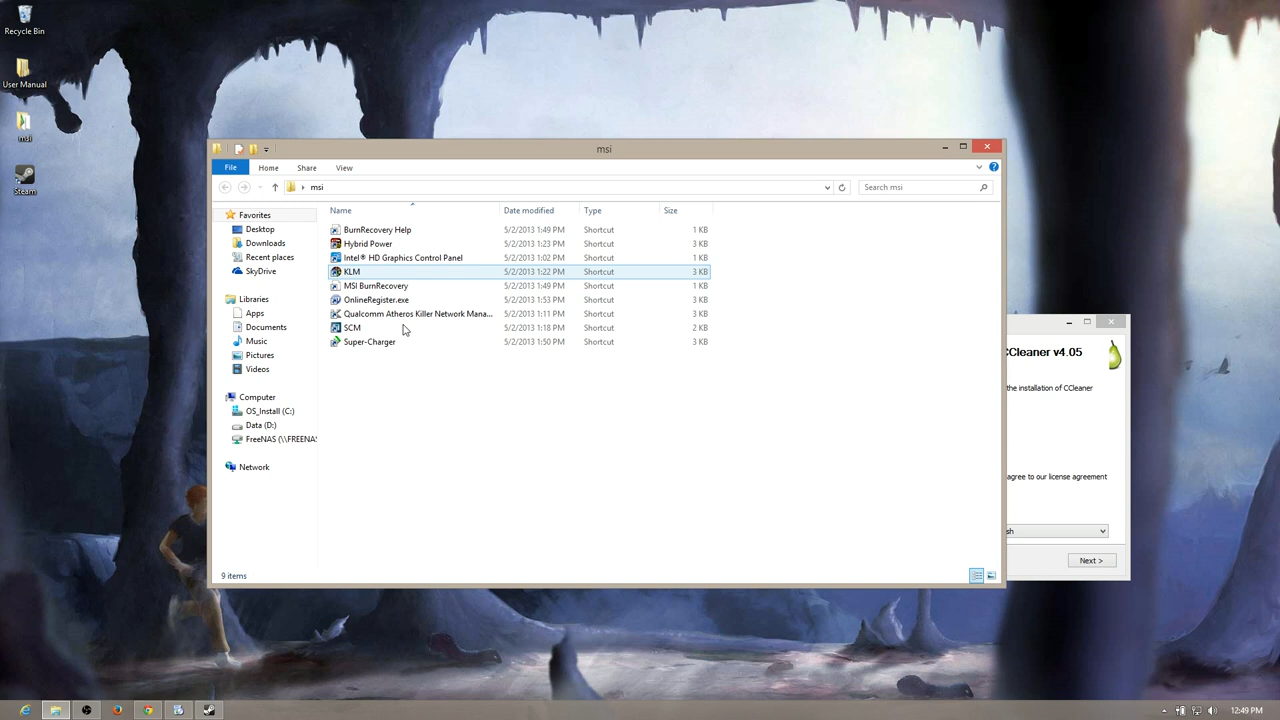 Recycle Bin
User Manual
msi
Steam
msi
File Home Share View
msi
Search msi
Name Date modified Type Size
Favorites
Desktop
Downloads
Recent places
SkyDrive
Libraries
Apps
Documents
Music
Pictures
Videos
Computer
OS_Install (C:)
Data (D:)
FreeNAS (\\FREENAS
Network
BurnRecovery Help 5/2/2013 1:49 PM Shortcut 1 KB
Hybrid Power 5/2/2013 1:23 PM Shortcut 3 KB
Intel® HD Graphics Control Panel 5/2/2013 1:02 PM Shortcut 1 KB
KLM 5/2/2013 1:22 PM Shortcut 3 KB
MSI BurnRecovery 5/2/2013 1:49 PM Shortcut 1 KB
OnlineRegister.exe 5/2/2013 1:53 PM Shortcut 3 KB
Qualcomm Atheros Killer Network Mana... 5/2/2013 1:11 PM Shortcut 3 KB
SCM 5/2/2013 1:18 PM Shortcut 2 KB
Super-Charger 5/2/2013 1:50 PM Shortcut 3 KB
9 items
CCleaner v4.05
the installation of CCleaner
agree to our license agreement
sh
Next >
12:49 PM